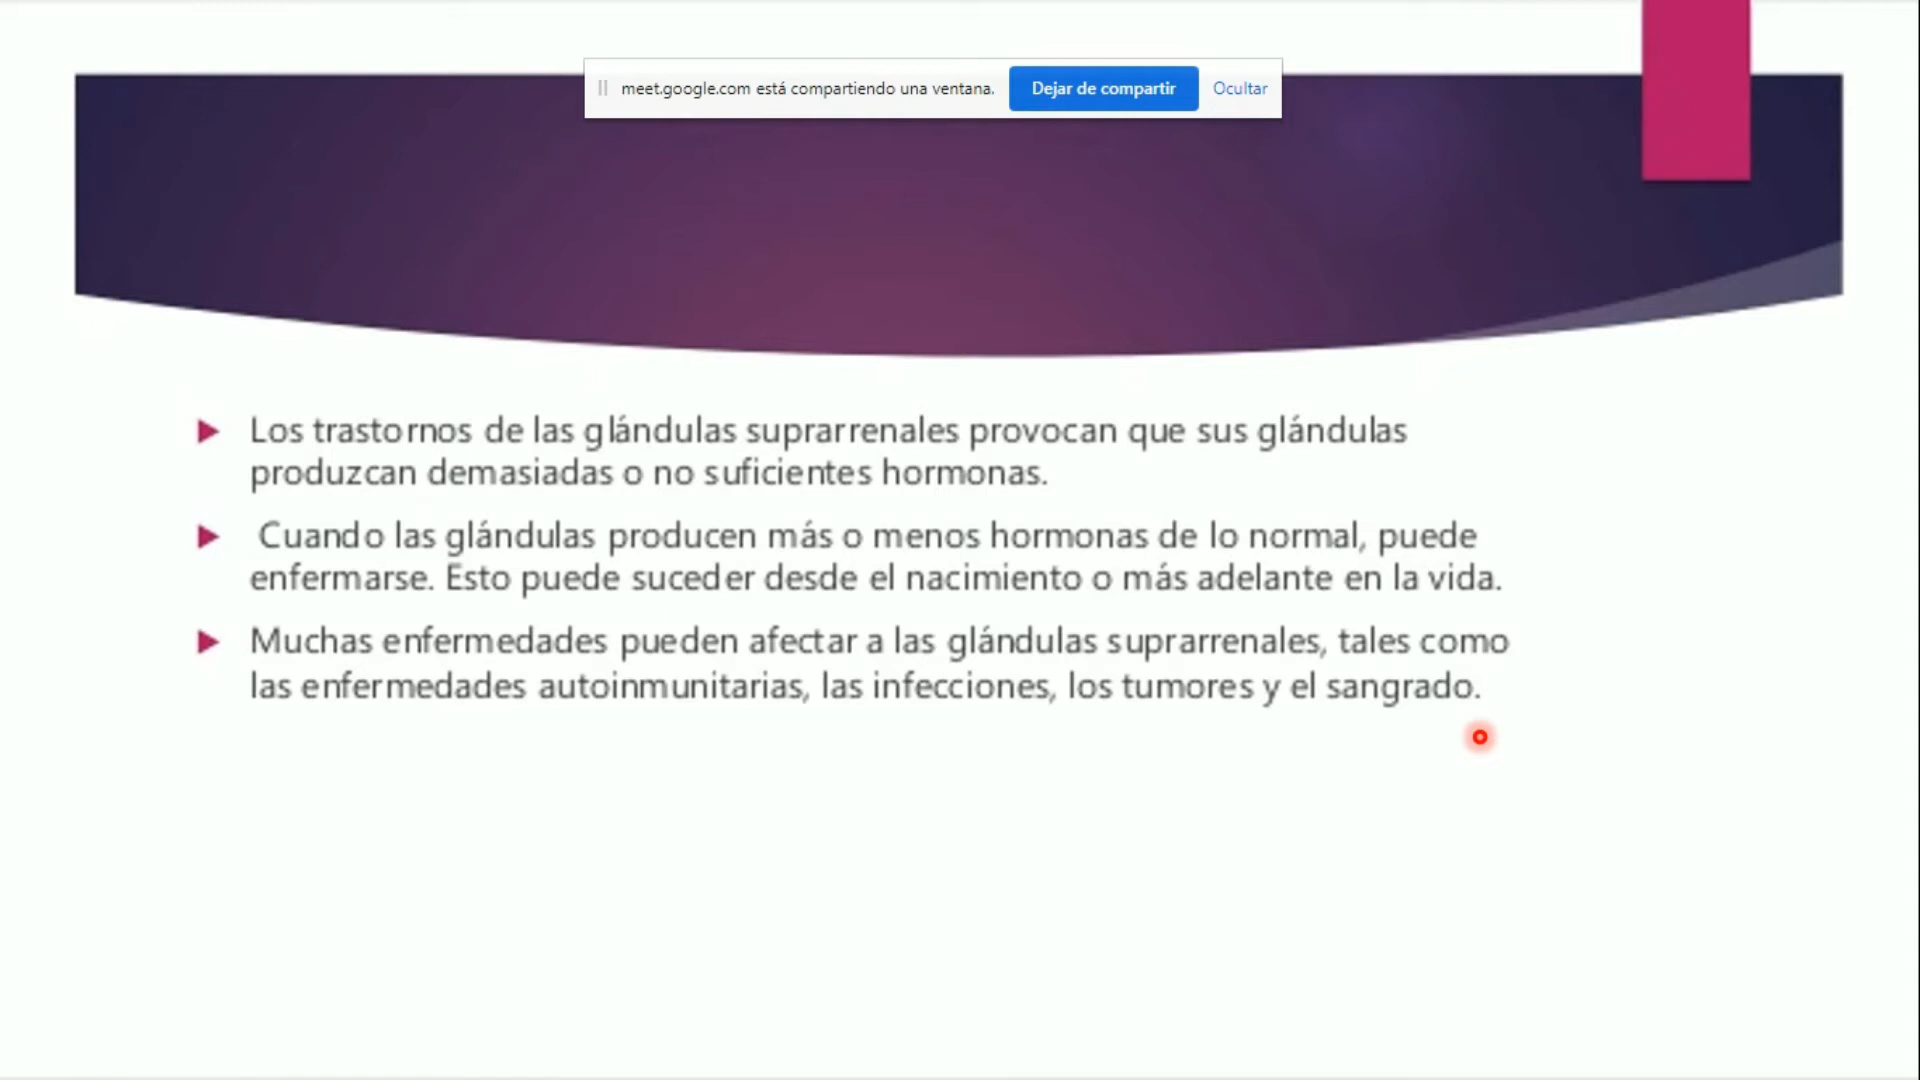 meet.google.com está compartiendo una ventana. Dejar de compartir Ocultar
Los trastornos de las glándulas suprarrenales provocan que sus glándulas
produzcan demasiadas o no suficientes hormonas.
Cuando las glándulas producen más o menos hormonas de lo normal, puede
enfermarse. Esto puede suceder desde el nacimiento o más adelante en la vida.
Muchas enfermedades pueden afectar a las glándulas suprarrenales, tales como
las enfermedades autoinmunitarias, las infecciones, los tumores y el sangrado.